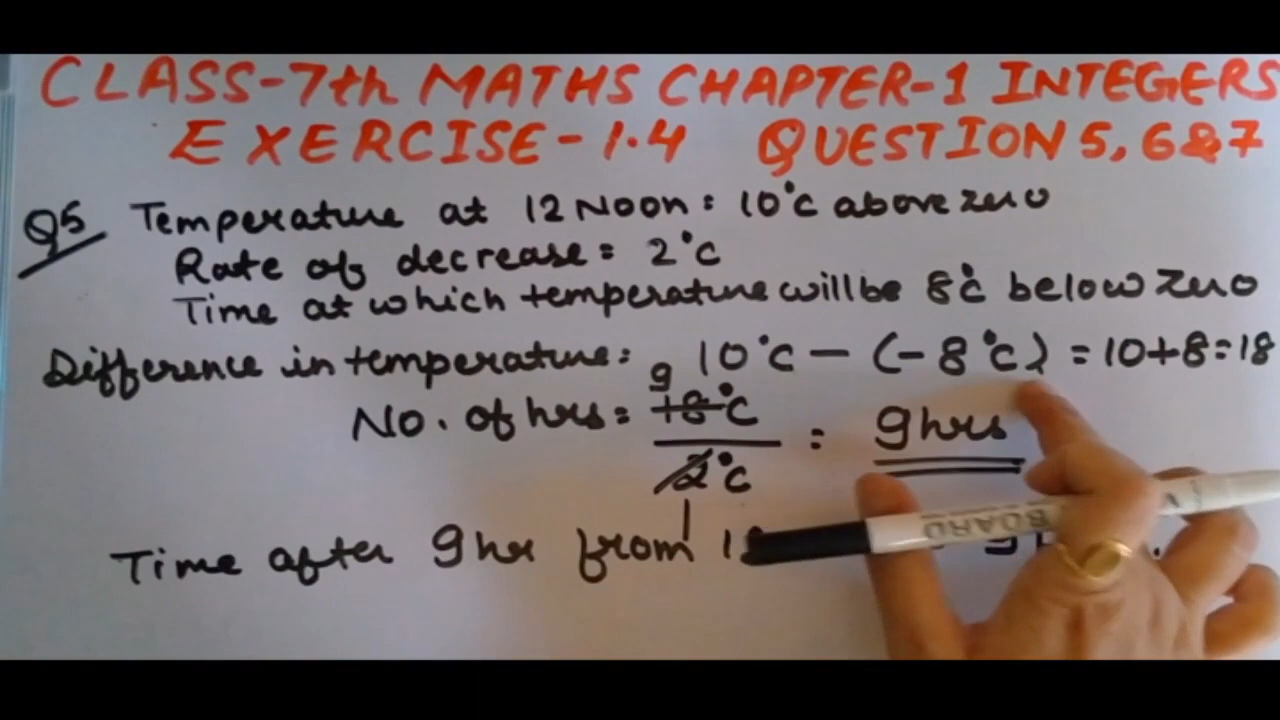 CLASS-7th MATHS CHAPTER-1 INTEGERS
EXERCISE-1.4 QUESTION 5,6&7
Q5 Temperature at 12 Noon = 10°C above zero
Rate of decrease = 2°C
Time at which temperature will be 8°C below zero
Difference in temperature = 10°C - (-8°C) = 10+8=18
9
No. of hrs = 18°C / 2°C = 9hrs
1
Time after 9hr from
BOARD